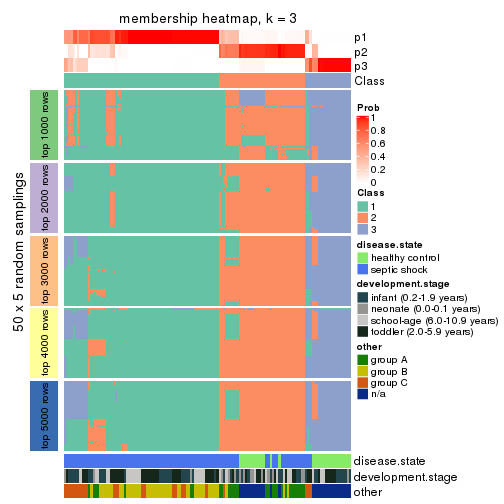 membership heatmap, k = 3
p1
p2
p3
Class
50 x 5 random samplings
top 1000 rows
top 2000 rows
top 3000 rows
top 4000 rows
top 5000 rows
Prob
1
0.8
0.6
0.4
0.2
0
Class
1
2
3
disease.state
healthy control
septic shock
development.stage
infant (0.2-1.9 years)
neonate (0.0-0.1 years)
school-age (6.0-10.9 years)
toddler (2.0-5.9 years)
other
group A
group B
group C
n/a
disease.state
development.stage
other